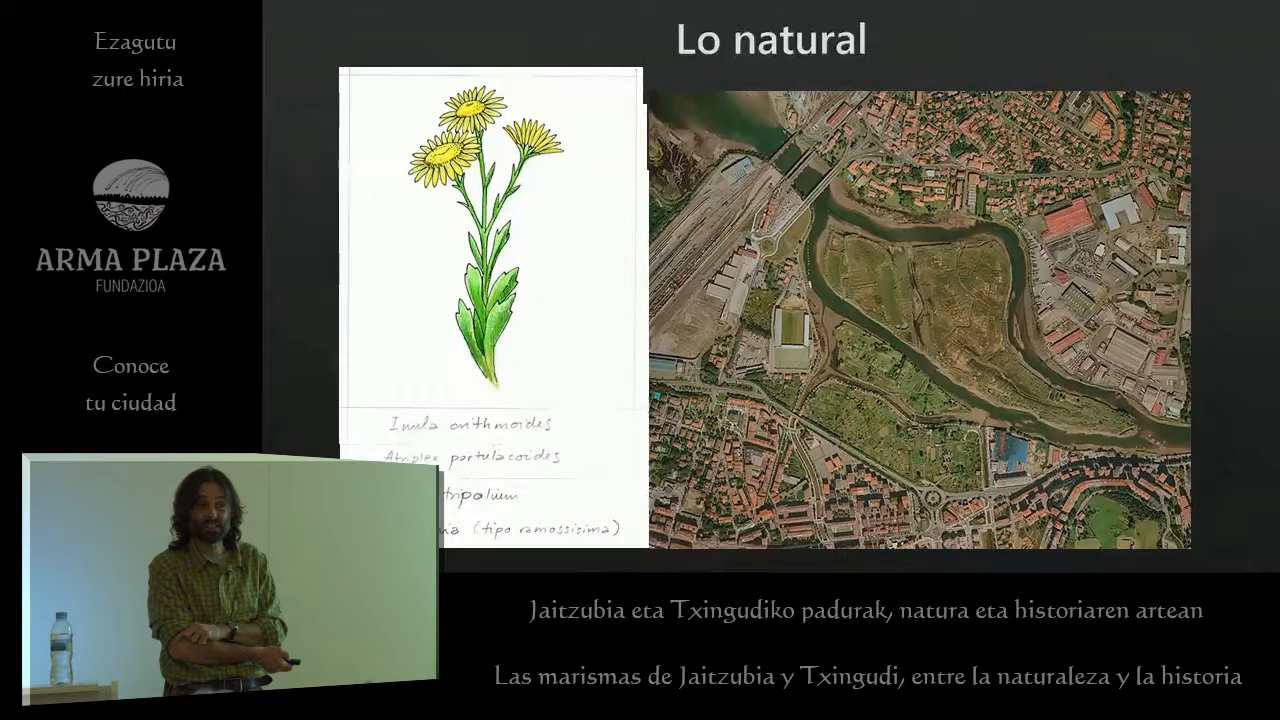 Ezagutu
zure hiria
ARMA PLAZA
FUNDAZIOA
Conoce
tu ciudad
Lo natural
Inula crithmoides
Atriplex portulacoides
tripolium
(tipo ramossisima)
Jaitzubia eta Txingudiko padurak, natura eta historiaren artean
Las marismas de Jaitzubia y Txingudi, entre la naturaleza y la historia